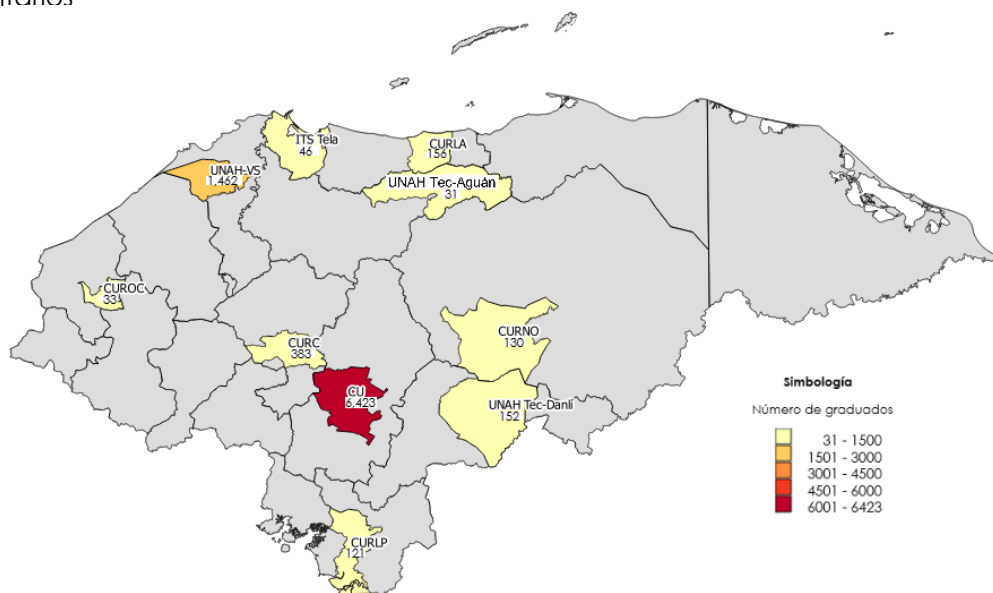 ITS Tela
46
CURLA
156
UNAH-VS
1,462
UNAH Tec-Aguán
31
CUROC
33
CURNO
130
CURC
383
CU
6,423
UNAH Tec-Danlí
152
CURLP
121
Simbología
Número de graduados
31 - 1500
1501 - 3000
3001 - 4500
4501 - 6000
6001 - 6423